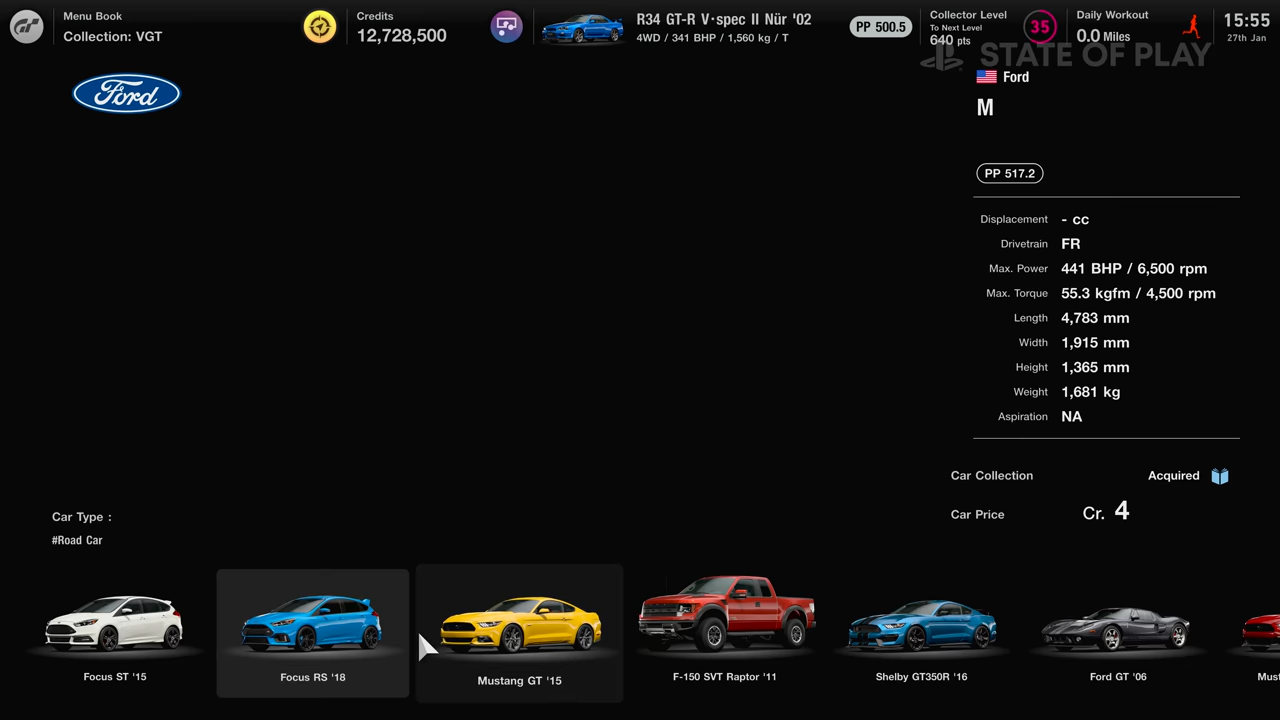 Menu Book
Collection: VGT
Credits
12,728,500
R34 GT-R V·spec II Nür '02
4WD / 341 BHP / 1,560 kg / T
PP 500.5
Collector Level
To Next Level
640 pts
35
Daily Workout
0.0 Miles
15:55
27th Jan
STATE OF PLAY
Ford
Ford
M
PP 517.2
Displacement - cc
Drivetrain FR
Max. Power 441 BHP / 6,500 rpm
Max. Torque 55.3 kgfm / 4,500 rpm
Length 4,783 mm
Width 1,915 mm
Height 1,365 mm
Weight 1,681 kg
Aspiration NA
Car Collection Acquired
Car Price Cr. 4
Car Type :
#Road Car
Focus ST '15
Focus RS '18
Mustang GT '15
F-150 SVT Raptor '11
Shelby GT350R '16
Ford GT '06
Must